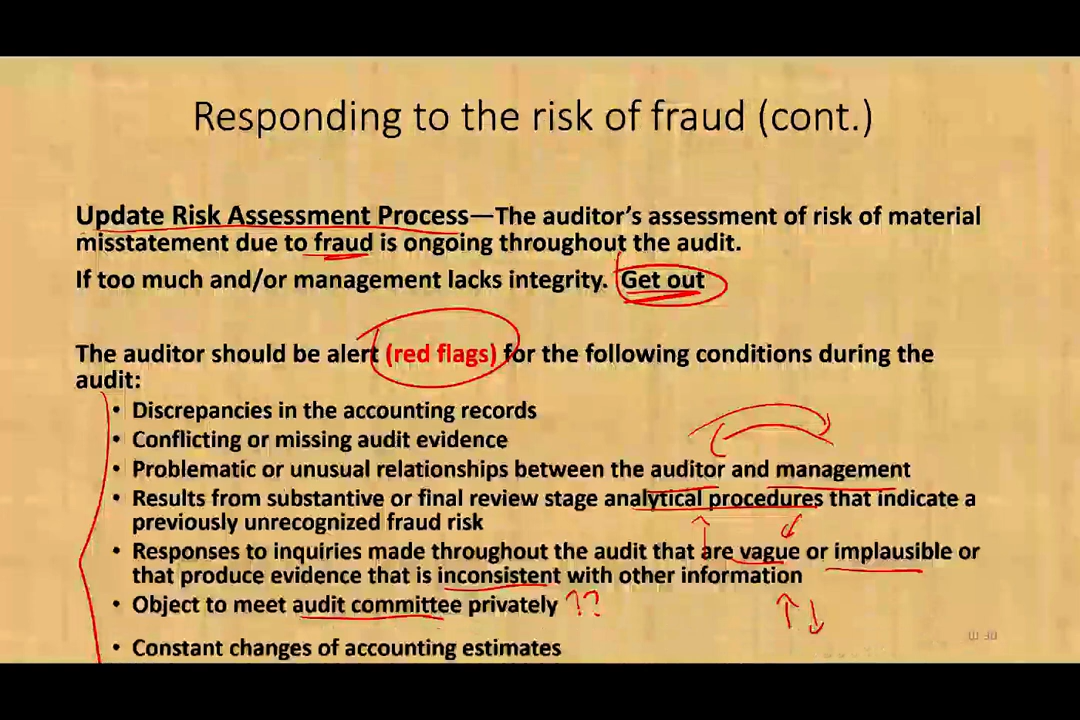 Responding to the risk of fraud (cont.)
Update Risk Assessment Process—The auditor's assessment of risk of material
misstatement due to fraud is ongoing throughout the audit.
If too much and/or management lacks integrity. Get out
The auditor should be alert (red flags) for the following conditions during the
audit:
• Discrepancies in the accounting records
• Conflicting or missing audit evidence
• Problematic or unusual relationships between the auditor and management
• Results from substantive or final review stage analytical procedures that indicate a
previously unrecognized fraud risk
• Responses to inquiries made throughout the audit that are vague or implausible or
that produce evidence that is inconsistent with other information
• Object to meet audit committee privately ??
• Constant changes of accounting estimates